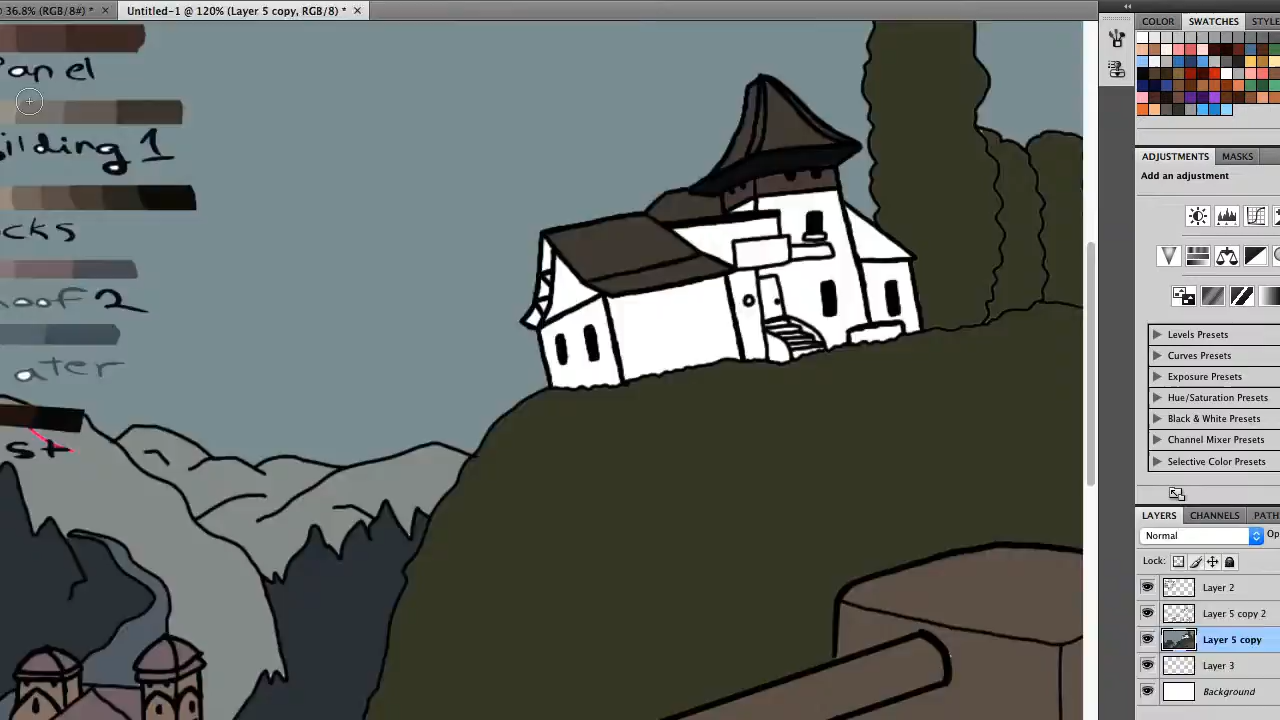 36.8% (RGB/8#) *
Untitled-1 @ 120% (Layer 5 copy, RGB/8) *
COLOR SWATCHES STYLE
Panel
ilding 1
cks
oof 2
ater
st
ADJUSTMENTS MASKS
Add an adjustment
Levels Presets
Curves Presets
Exposure Presets
Hue/Saturation Presets
Black & White Presets
Channel Mixer Presets
Selective Color Presets
LAYERS CHANNELS PATH
Normal Op
Lock:
Layer 2
Layer 5 copy 2
Layer 5 copy
Layer 3
Background